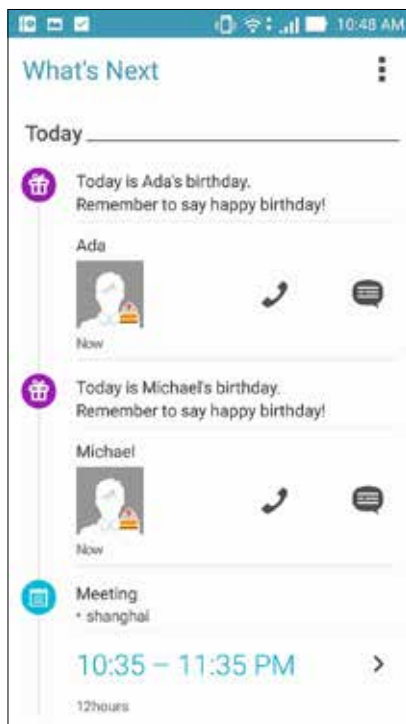 10:48 AM
What's Next
Today
Today is Ada's birthday.
Remember to say happy birthday!
Ada
Now
Today is Michael's birthday.
Remember to say happy birthday!
Michael
Now
Meeting
• shanghai
10:35 – 11:35 PM
12hours